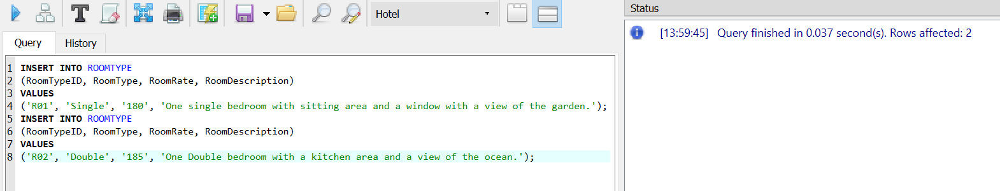 Hotel
Query
History
1 INSERT INTO ROOMTYPE
2 (RoomTypeID, RoomType, RoomRate, RoomDescription)
3 VALUES
4 ('R01', 'Single', '180', 'One single bedroom with sitting area and a window with a view of the garden.');
5 INSERT INTO ROOMTYPE
6 (RoomTypeID, RoomType, RoomRate, RoomDescription)
7 VALUES
8 ('R02', 'Double', '185', 'One Double bedroom with a kitchen area and a view of the ocean.');
Status
[13:59:45] Query finished in 0.037 second(s). Rows affected: 2